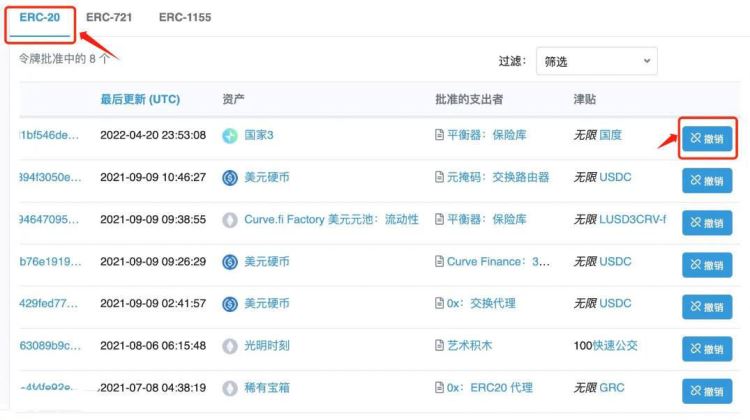 ERC-20 ERC-721 ERC-1155
令牌批准中的 8 个 过滤: 筛选
最后更新 (UTC) 资产 批准的支出者 津贴
1bf546de... 2022-04-20 23:53:08 国家3 平衡器：保险库 无限 国度 撤销
394f3050e... 2021-09-09 10:46:27 美元硬币 元掩码：交换路由器 无限 USDC 撤销
94647095... 2021-09-09 09:38:55 Curve.fi Factory 美元元池：流动性 平衡器：保险库 无限 LUSD3CRV-f 撤销
b76e1919... 2021-09-09 09:26:29 美元硬币 Curve Finance：3... 无限 USDC 撤销
429fed77... 2021-09-09 02:41:57 美元硬币 0x：交换代理 无限 USDC 撤销
63089b9c... 2021-08-06 06:15:48 光明时刻 艺术积木 100快速公交 撤销
2021-07-08 04:38:19 稀有宝箱 0x：ERC20 代理 无限 GRC 撤销